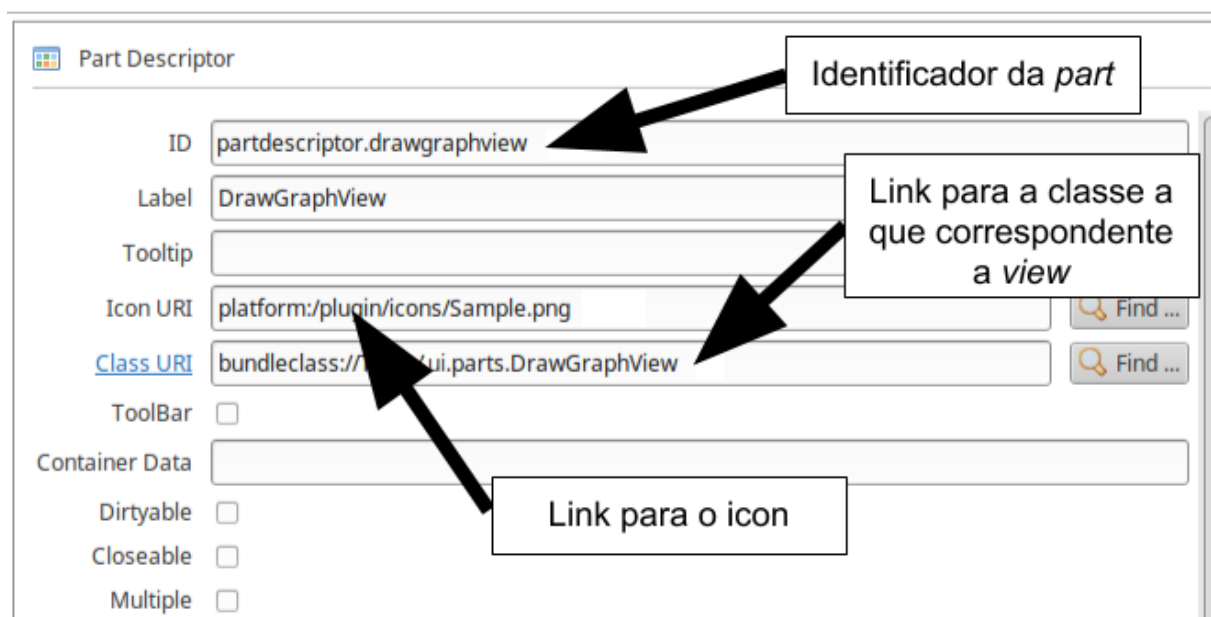 Part Descriptor
Identificador da part
ID partdescriptor.drawgraphview
Label DrawGraphView
Link para a classe a
que correspondente
a view
Tooltip
Icon URI platform:/plugin/icons/Sample.png Find ...
Class URI bundleclass:// ui.parts.DrawGraphView Find ...
ToolBar
Container Data
Link para o icon
Dirtyable
Closeable
Multiple